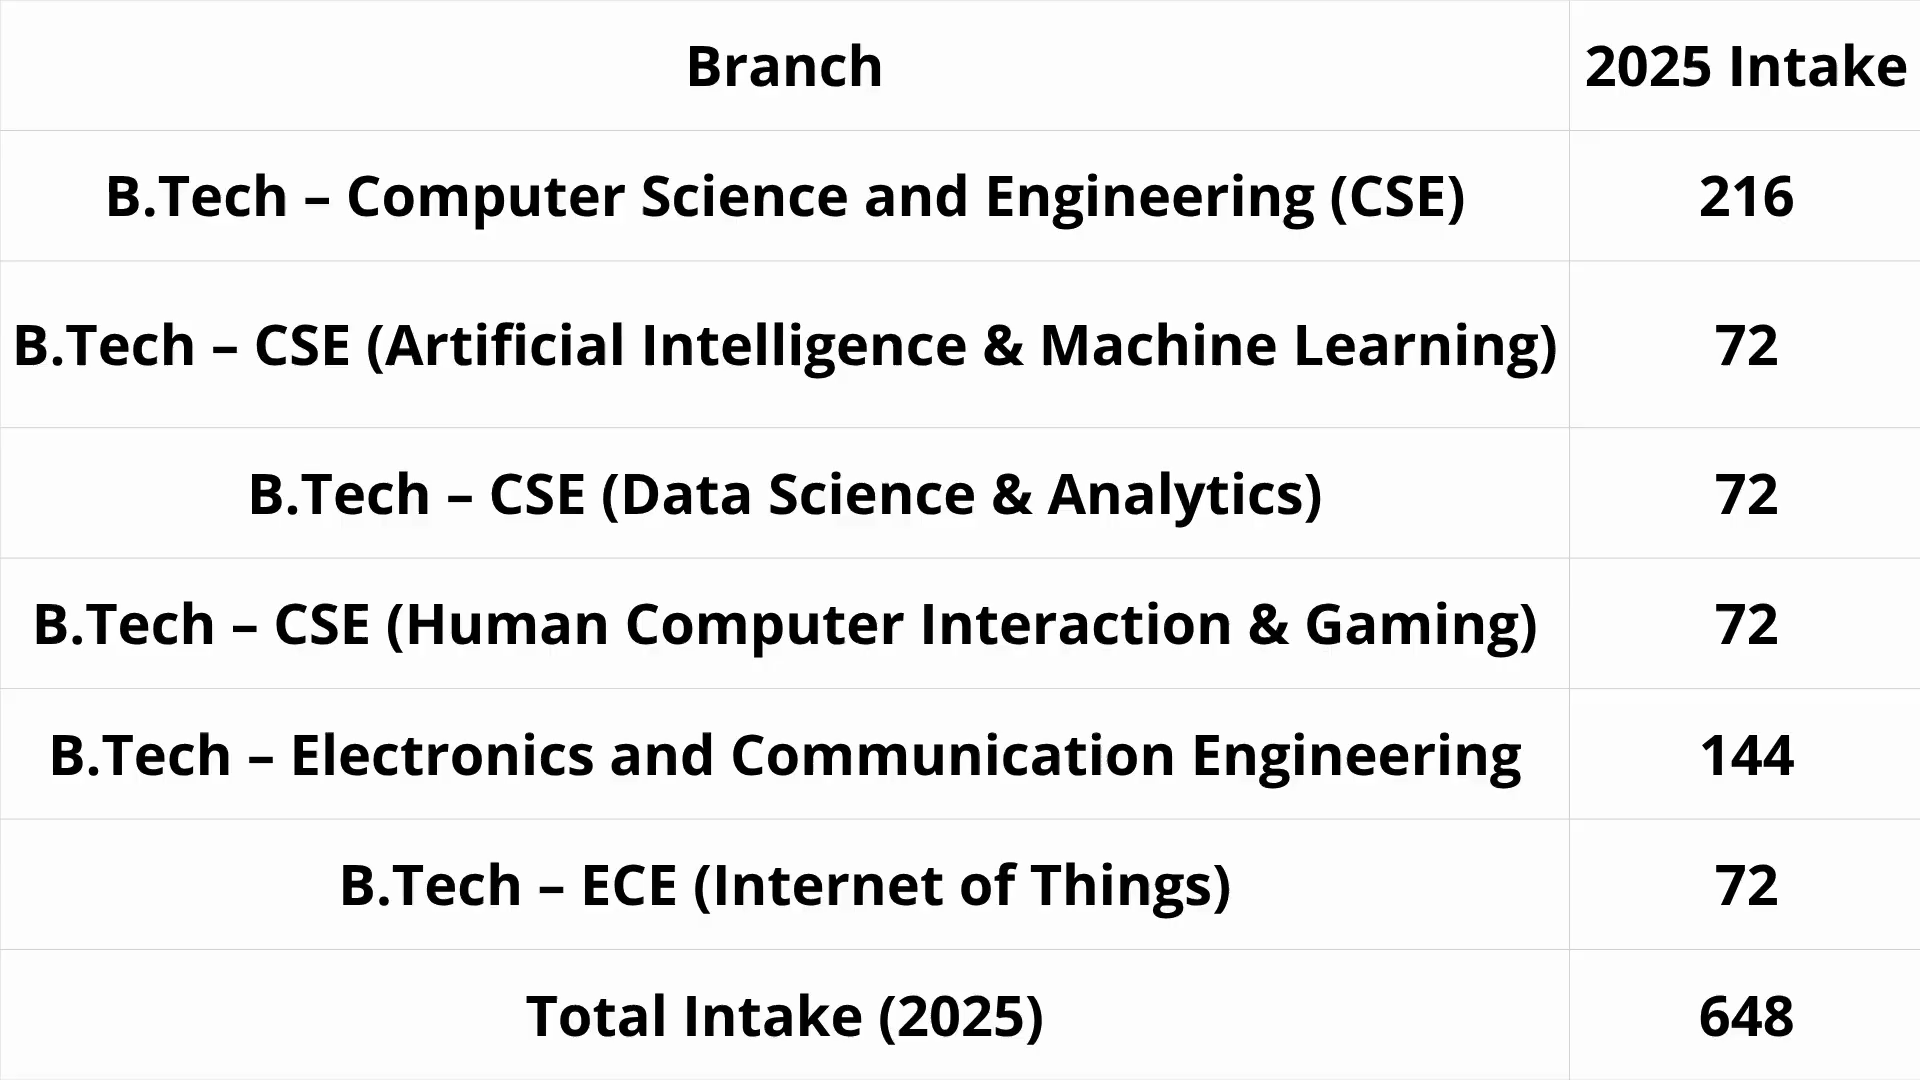 Branch 2025 Intake
B.Tech – Computer Science and Engineering (CSE) 216
B.Tech – CSE (Artificial Intelligence & Machine Learning) 72
B.Tech – CSE (Data Science & Analytics) 72
B.Tech – CSE (Human Computer Interaction & Gaming) 72
B.Tech – Electronics and Communication Engineering 144
B.Tech – ECE (Internet of Things) 72
Total Intake (2025) 648